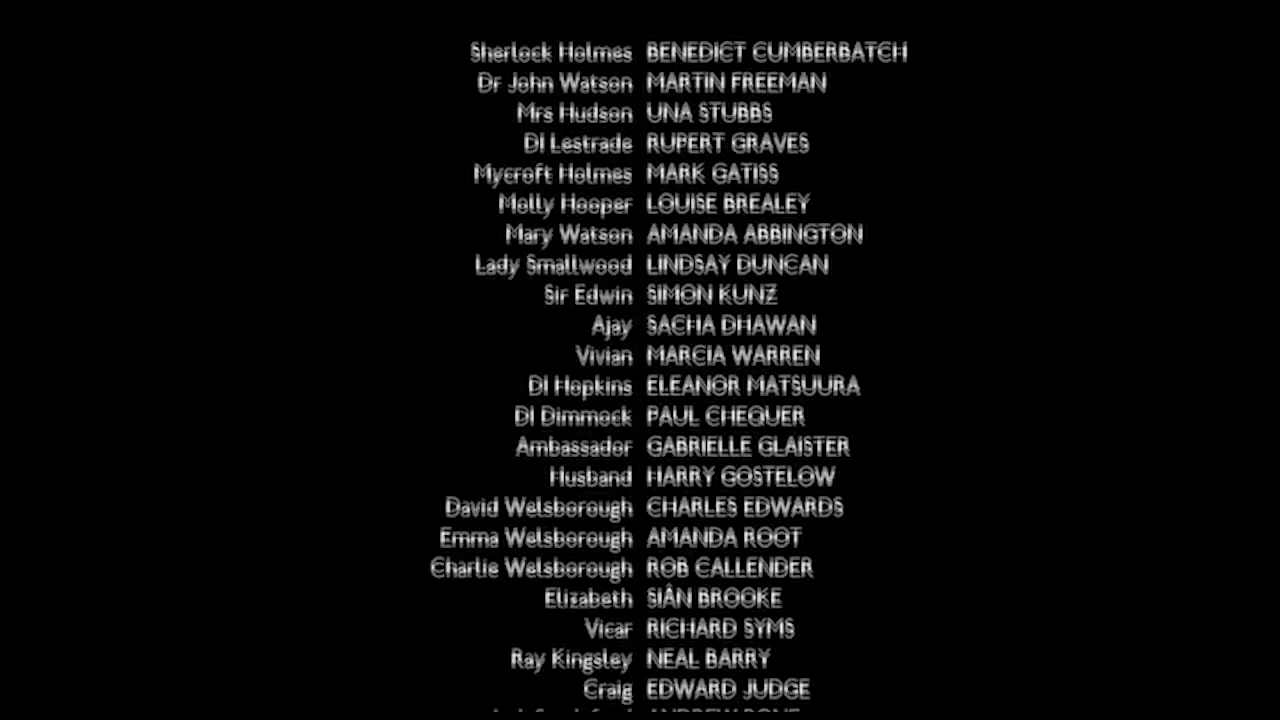 Sherlock Holmes BENEDICT CUMBERBATCH
Dr John Watson MARTIN FREEMAN
Mrs Hudson UNA STUBBS
DI Lestrade RUPERT GRAVES
Mycroft Holmes MARK GATISS
Molly Hooper LOUISE BREALEY
Mary Watson AMANDA ABBINGTON
Lady Smallwood LINDSAY DUNCAN
Sir Edwin SIMON KUNZ
Ajay SACHA DHAWAN
Vivian MARCIA WARREN
DI Hopkins ELEANOR MATSUURA
DI Dimmock PAUL CHEQUER
Ambassador GABRIELLE GLAISTER
Husband HARRY GOSTELOW
David Welsborough CHARLES EDWARDS
Emma Welsborough AMANDA ROOT
Charlie Welsborough ROB CALLENDER
Elizabeth SIÂN BROOKE
Vicar RICHARD SYMS
Ray Kingsley NEAL BARRY
Craig EDWARD JUDGE